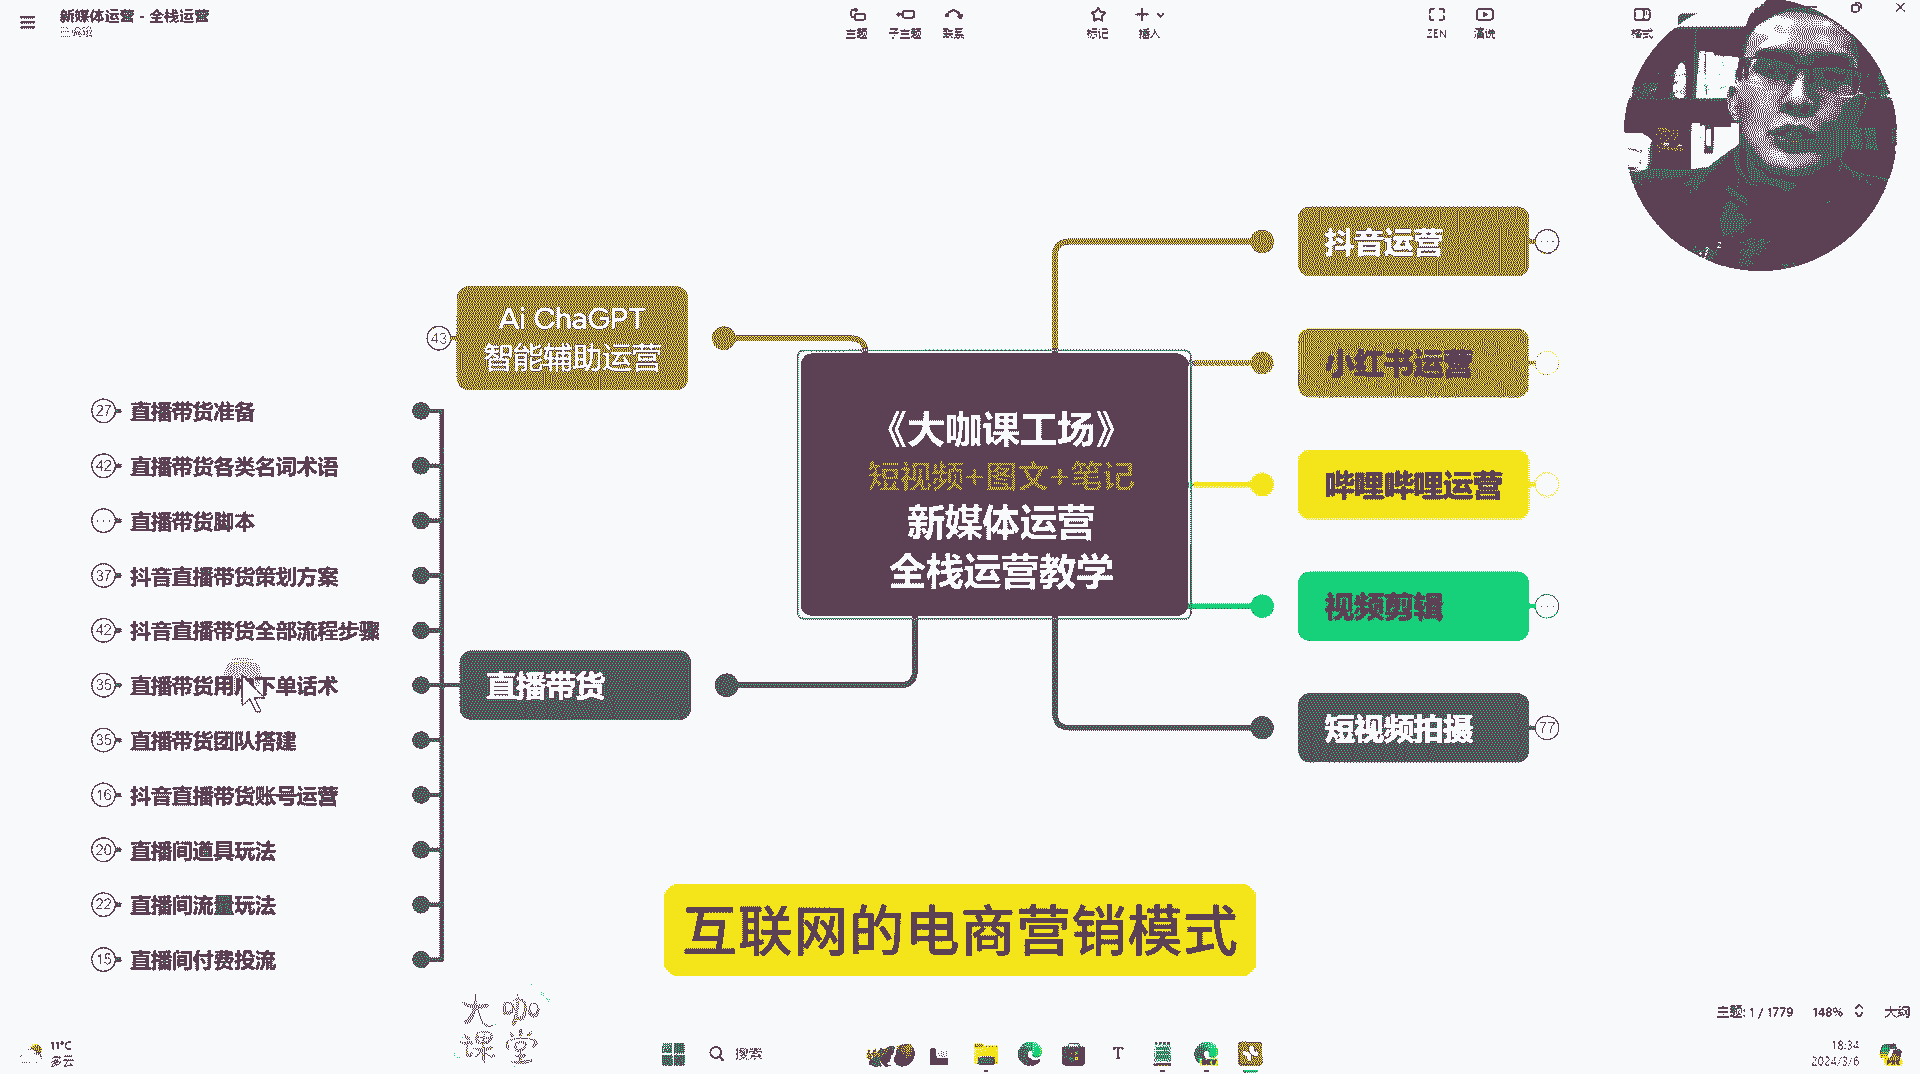 新媒体运营 - 全栈运营
已编辑
主题
子主题
联系
标记
插入
ZEN
演说
格式
抖音运营
Ai ChaGPT
智能辅助运营
43
小红书运营
《大咖课工场》
短视频+图文+笔记
新媒体运营
全栈运营教学
哔哩哔哩运营
视频剪辑
短视频拍摄
77
直播带货
27
直播带货准备
42
直播带货各类名词术语
直播带货脚本
37
抖音直播带货策划方案
42
抖音直播带货全部流程步骤
35
直播带货用户下单话术
35
直播带货团队搭建
16
抖音直播带货账号运营
20
直播间道具玩法
22
直播间流量玩法
15
直播间付费投流
互联网的电商营销模式
大咖
课堂
主题: 1 / 1779
148%
大纲
11°C
多云
搜索
18:34
2024/3/6